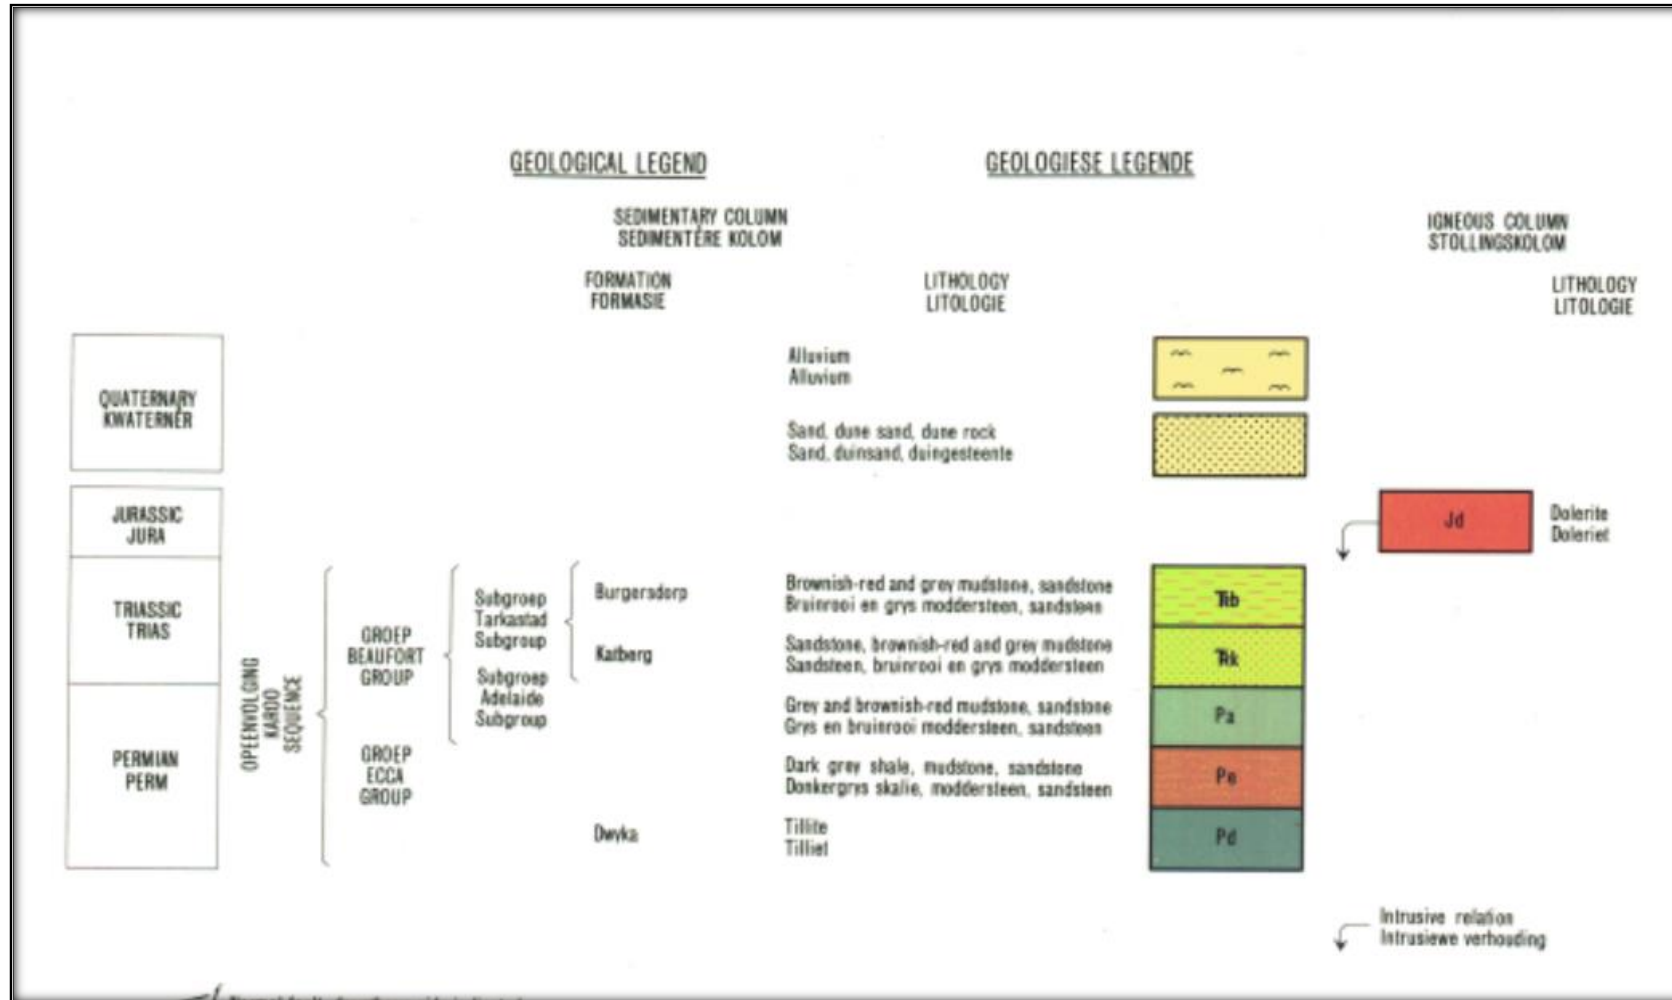 GEOLOGICAL LEGEND
GEOLOGIESE LEGENDE
SEDIMENTARY COLUMN
SEDIMENTÊRE KOLOM
IGNEOUS COLUMN
STOLLINGSKOLOM
FORMATION
FORMASIE
LITHOLOGY
LITOLOGIE
LITHOLOGY
LITOLOGIE
QUATERNARY
KWATERNÊR
Alluvium
Alluvium
Sand, dune sand, dune rock
Sand, duinsand, duingesteente
JURASSIC
JURA
Jd
Dolerite
Doleriet
TRIASSIC
TRIAS
PERMIAN
PERM
OPEENVOLGING
KAROO
SEQUENCE
GROEP
BEAUFORT
GROUP
GROEP
ECCA
GROUP
Subgroep
Tarkastad
Subgroup
Subgroep
Adelaide
Subgroup
Burgersdorp
Katberg
Dwyka
Brownish-red and grey mudstone, sandstone
Bruinrooi en grys moddersteen, sandsteen
Ŧb
Sandstone, brownish-red and grey mudstone
Sandsteen, bruinrooi en grys moddersteen
Ŧk
Grey and brownish-red mudstone, sandstone
Grys en bruinrooi moddersteen, sandsteen
Pa
Dark grey shale, mudstone, sandstone
Donkergrys skalie, moddersteen, sandsteen
Pe
Tillite
Tilliet
Pd
Intrusive relation
Intrusiewe verhouding